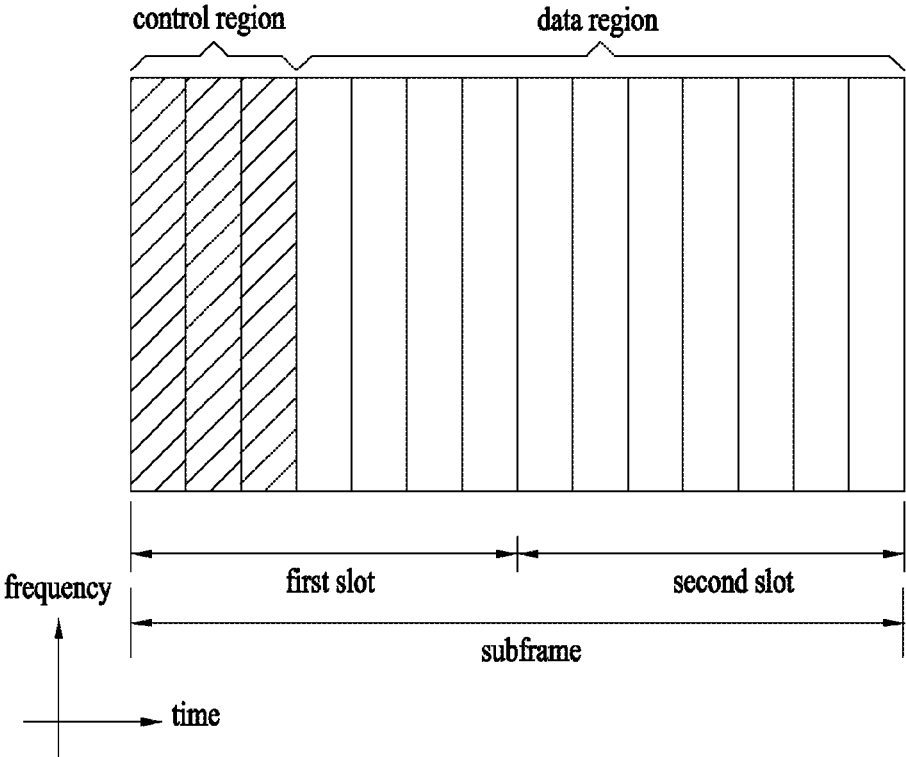 control region
data region
first slot
second slot
frequency
subframe
time